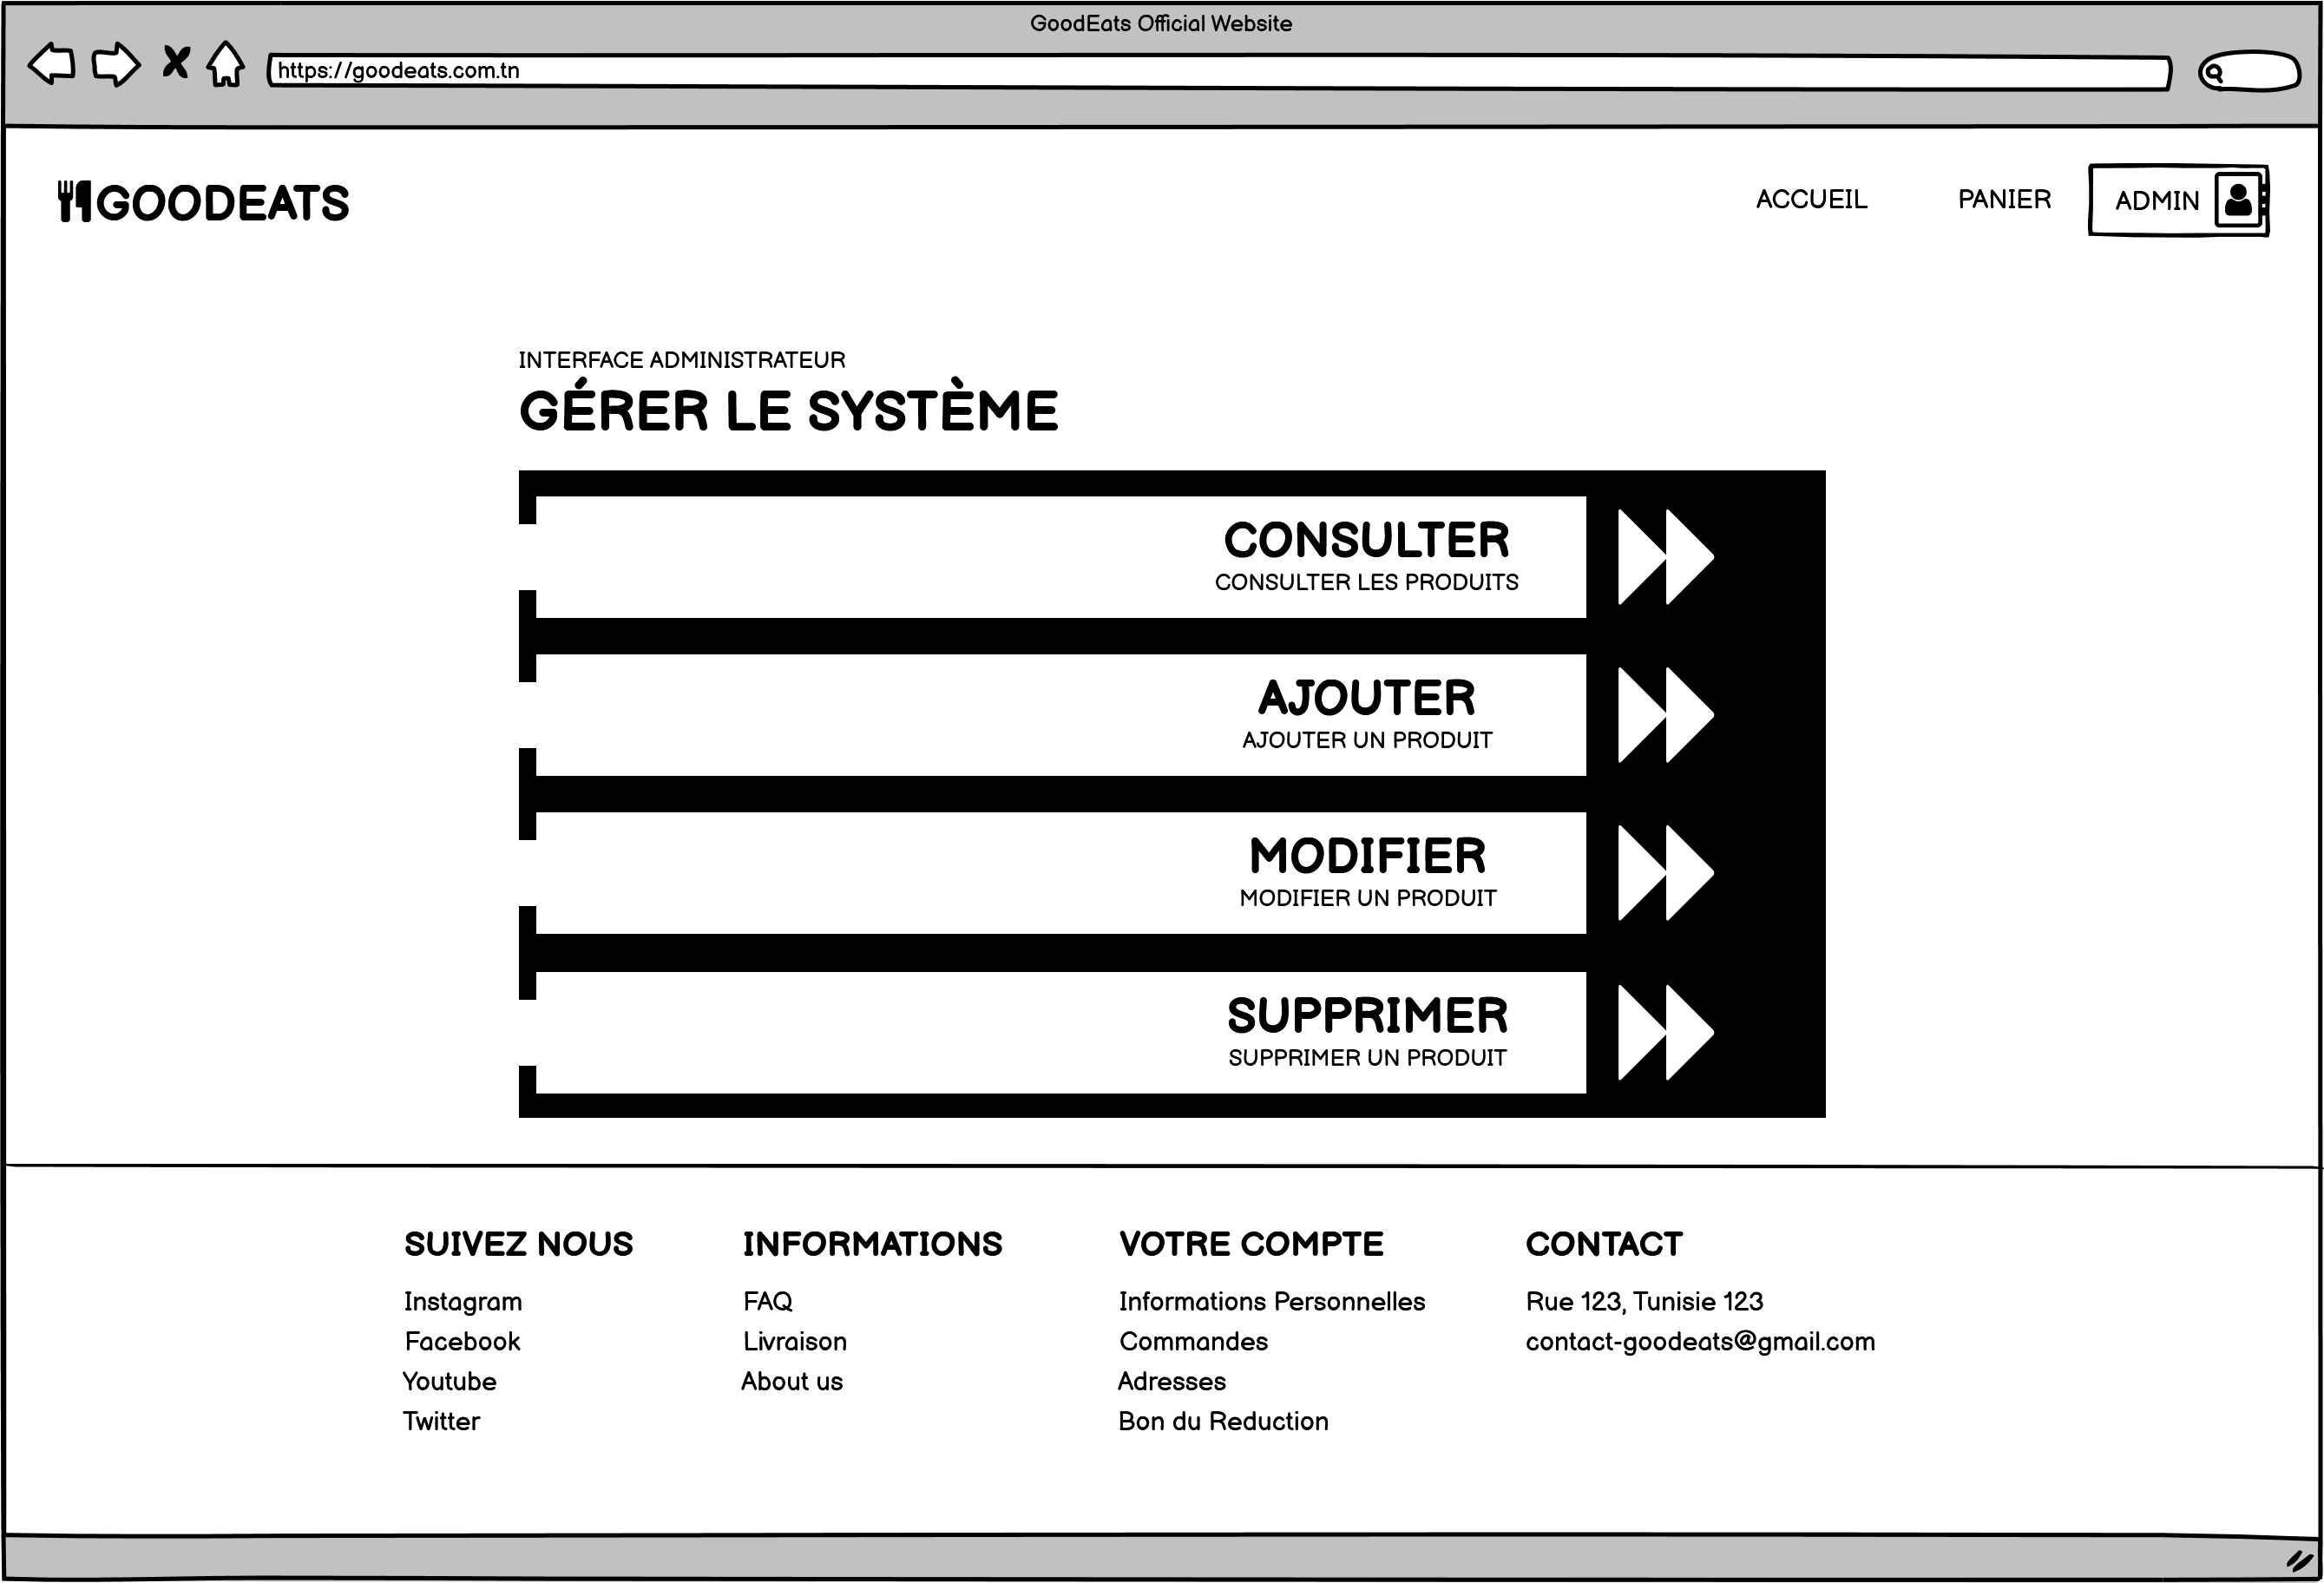 GoodEats Official Website
https://goodeats.com.tn
GOODEATS
ACCUEIL
PANIER
ADMIN
INTERFACE ADMINISTRATEUR
GÉRER LE SYSTÈME
CONSULTER
CONSULTER LES PRODUITS
AJOUTER
AJOUTER UN PRODUIT
MODIFIER
MODIFIER UN PRODUIT
SUPPRIMER
SUPPRIMER UN PRODUIT
SUIVEZ NOUS
Instagram
Facebook
Youtube
Twitter
INFORMATIONS
FAQ
Livraison
About us
VOTRE COMPTE
Informations Personnelles
Commandes
Adresses
Bon du Reduction
CONTACT
Rue 123, Tunisie 123
contact-goodeats@gmail.com